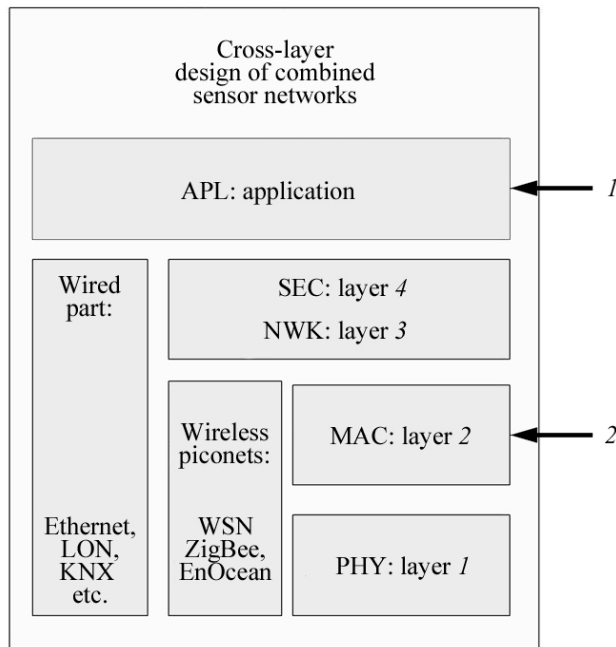 Cross-layer
design of combined
sensor networks
APL: application
1
Wired
part:
Ethernet,
LON,
KNX
etc.
SEC: layer 4
NWK: layer 3
Wireless
piconets:
WSN
ZigBee,
EnOcean
MAC: layer 2
2
PHY: layer 1